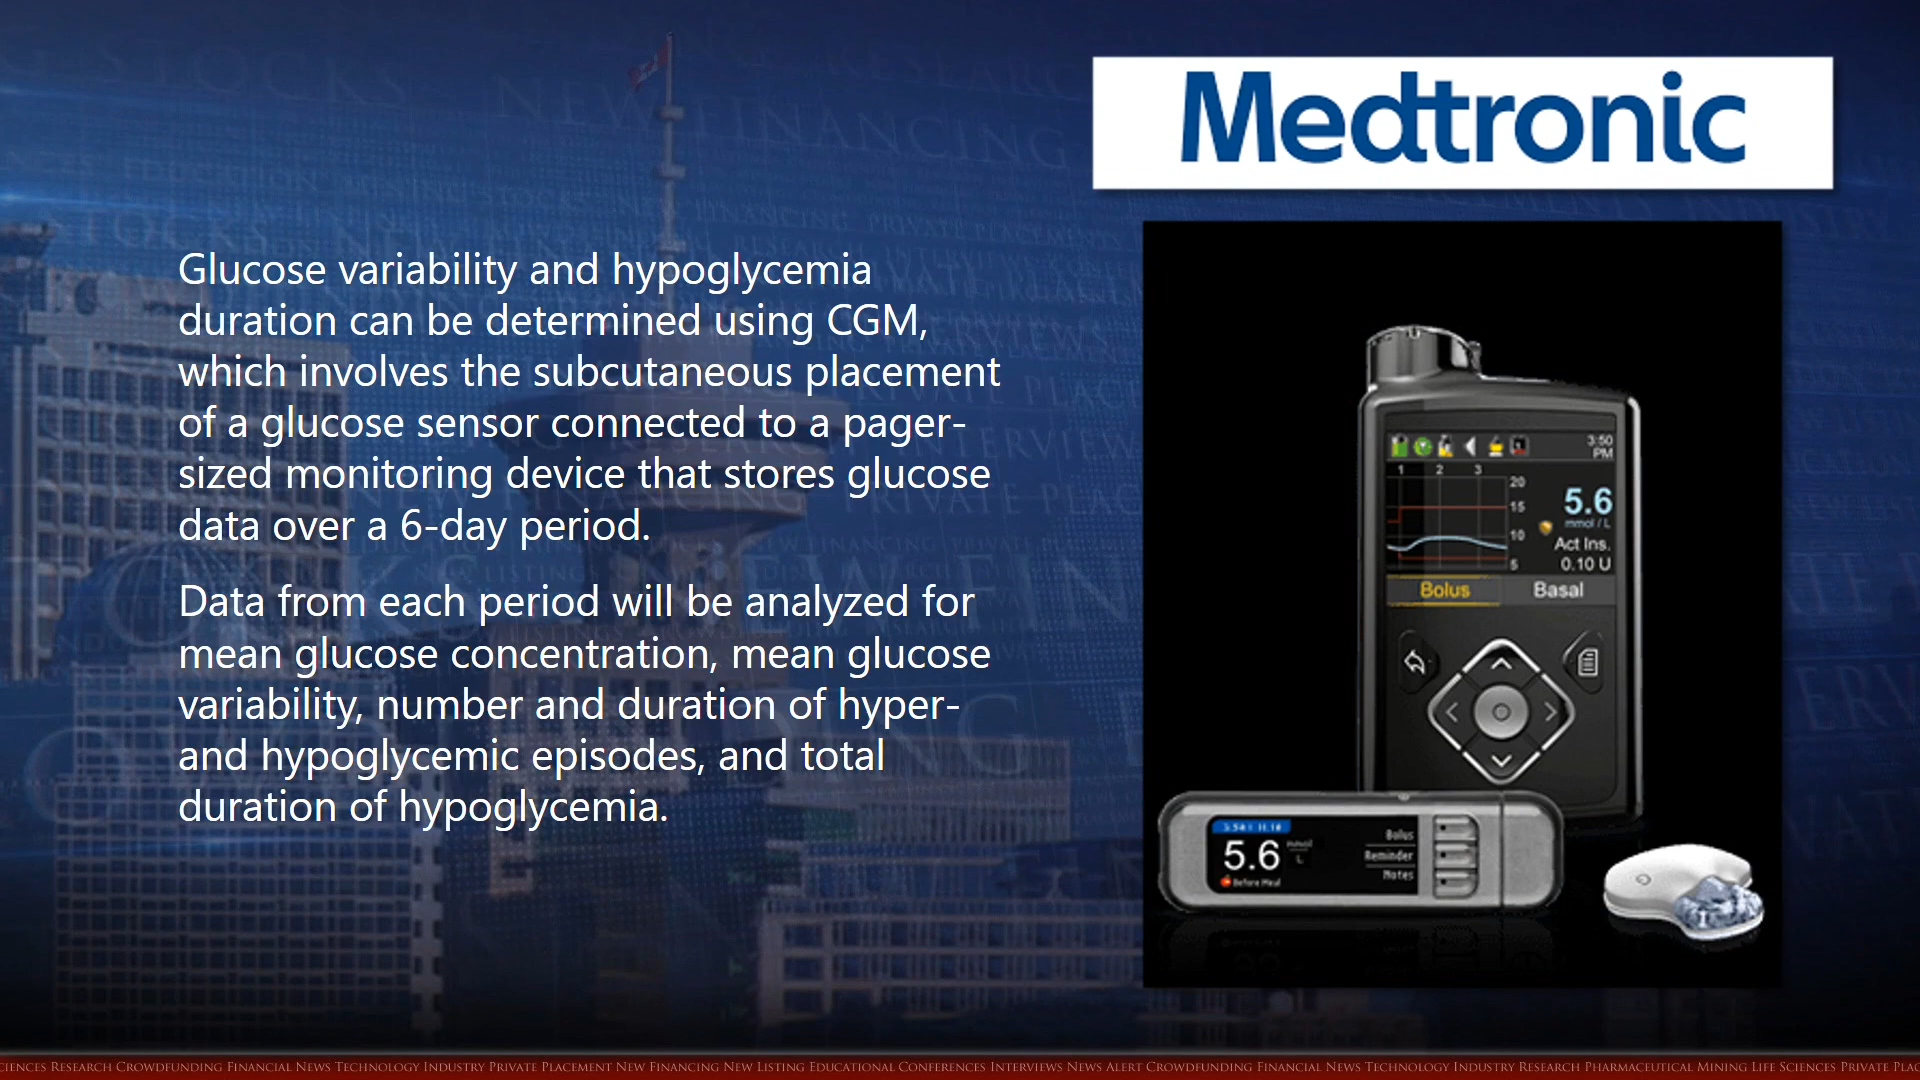 Medtronic
Glucose variability and hypoglycemia
duration can be determined using CGM,
which involves the subcutaneous placement
of a glucose sensor connected to a pager-
sized monitoring device that stores glucose
data over a 6-day period.
Data from each period will be analyzed for
mean glucose concentration, mean glucose
variability, number and duration of hyper-
and hypoglycemic episodes, and total
duration of hypoglycemia.
3:50
PM
1 2 3
20
15
10
5
5.6
mmol / L
Act Ins.
0.10 U
Bolus Basal
5.6
mmol
L
Before Meal
Bolus
Reminder
Notes
Sciences Research Crowdfunding Financial News Technology Industry Private Placement New Financing New Listing Educational Conferences Interviews News Alert Crowdfunding Financial News Technology Industry Research Pharmaceutical Mining Life Sciences Private